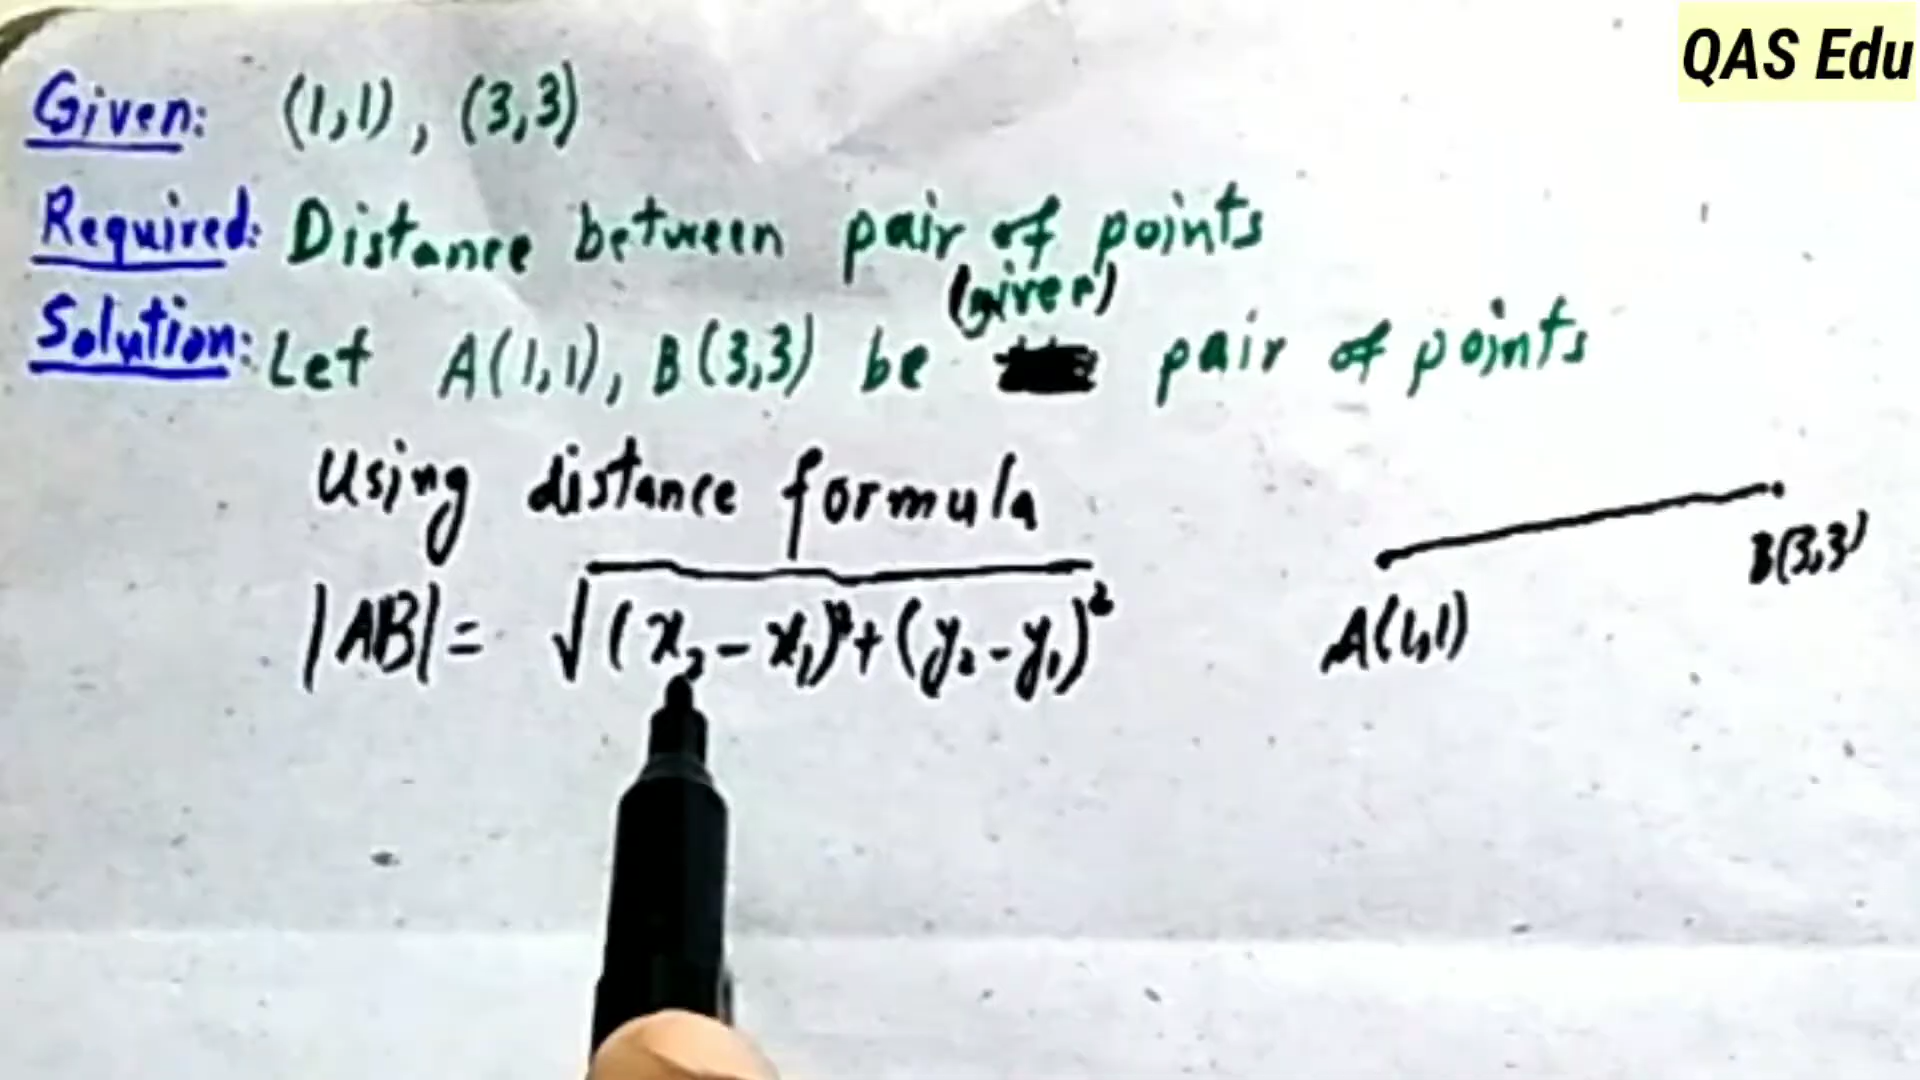 QAS Edu
Given: (1,1), (3,3)
Required: Distance between pair of points
(given)
Solution: Let A(1,1), B(3,3) be pair of points
Using distance formula
|AB| = √(x₂ - x₁)² + (y₂ - y₁)²
B(3,3)
A(1,1)